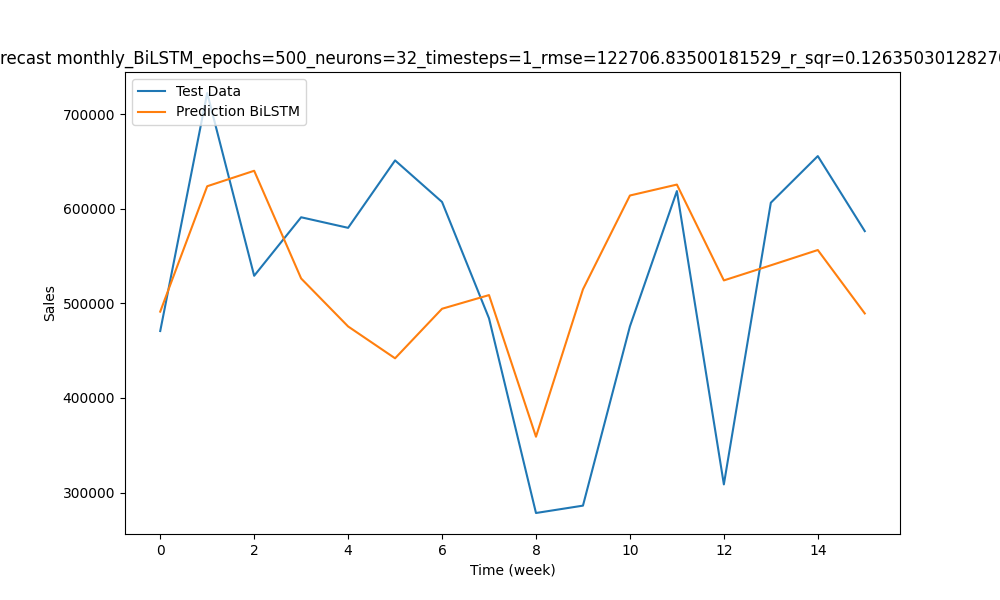 recast monthly_BiLSTM_epochs=500_neurons=32_timesteps=1_rmse=122706.83500181529_r_sqr=0.12635030128270
Test Data
Prediction BiLSTM
700000
600000
500000
400000
300000
Sales
0 2 4 6 8 10 12 14
Time (week)